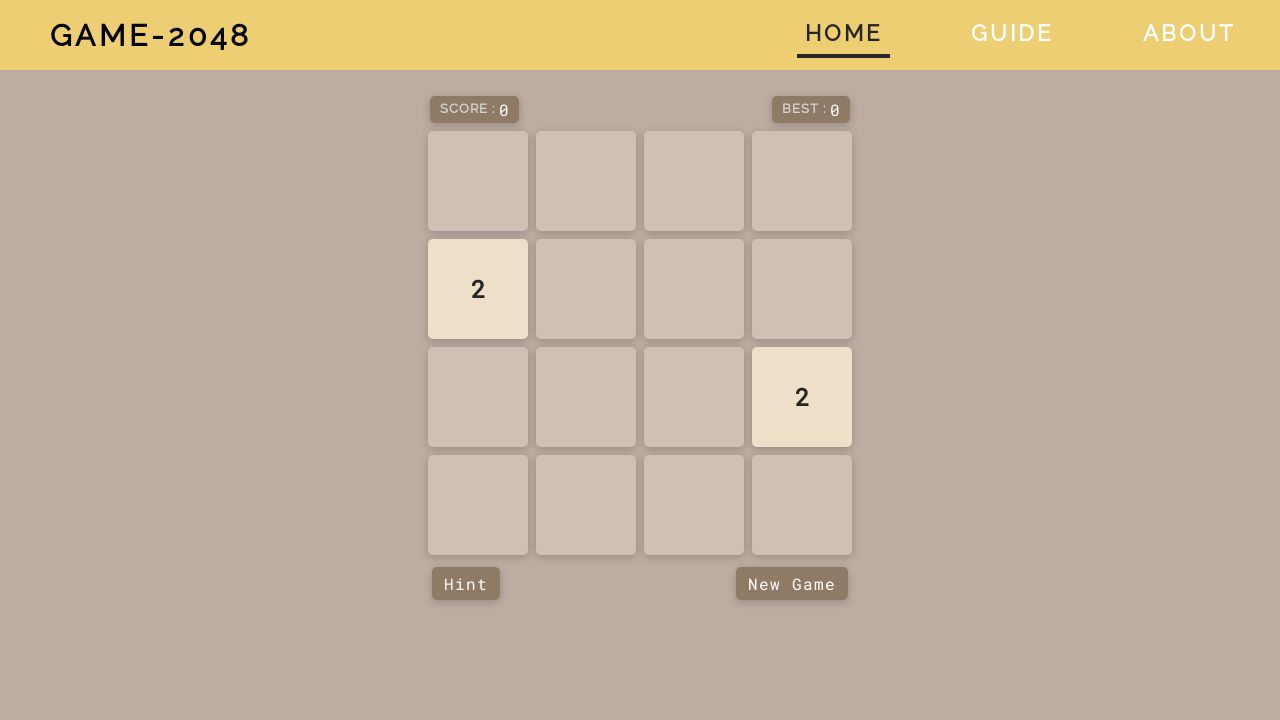 GAME-2048
HOME GUIDE ABOUT
SCORE : 0
BEST : 0
2
2
Hint
New Game